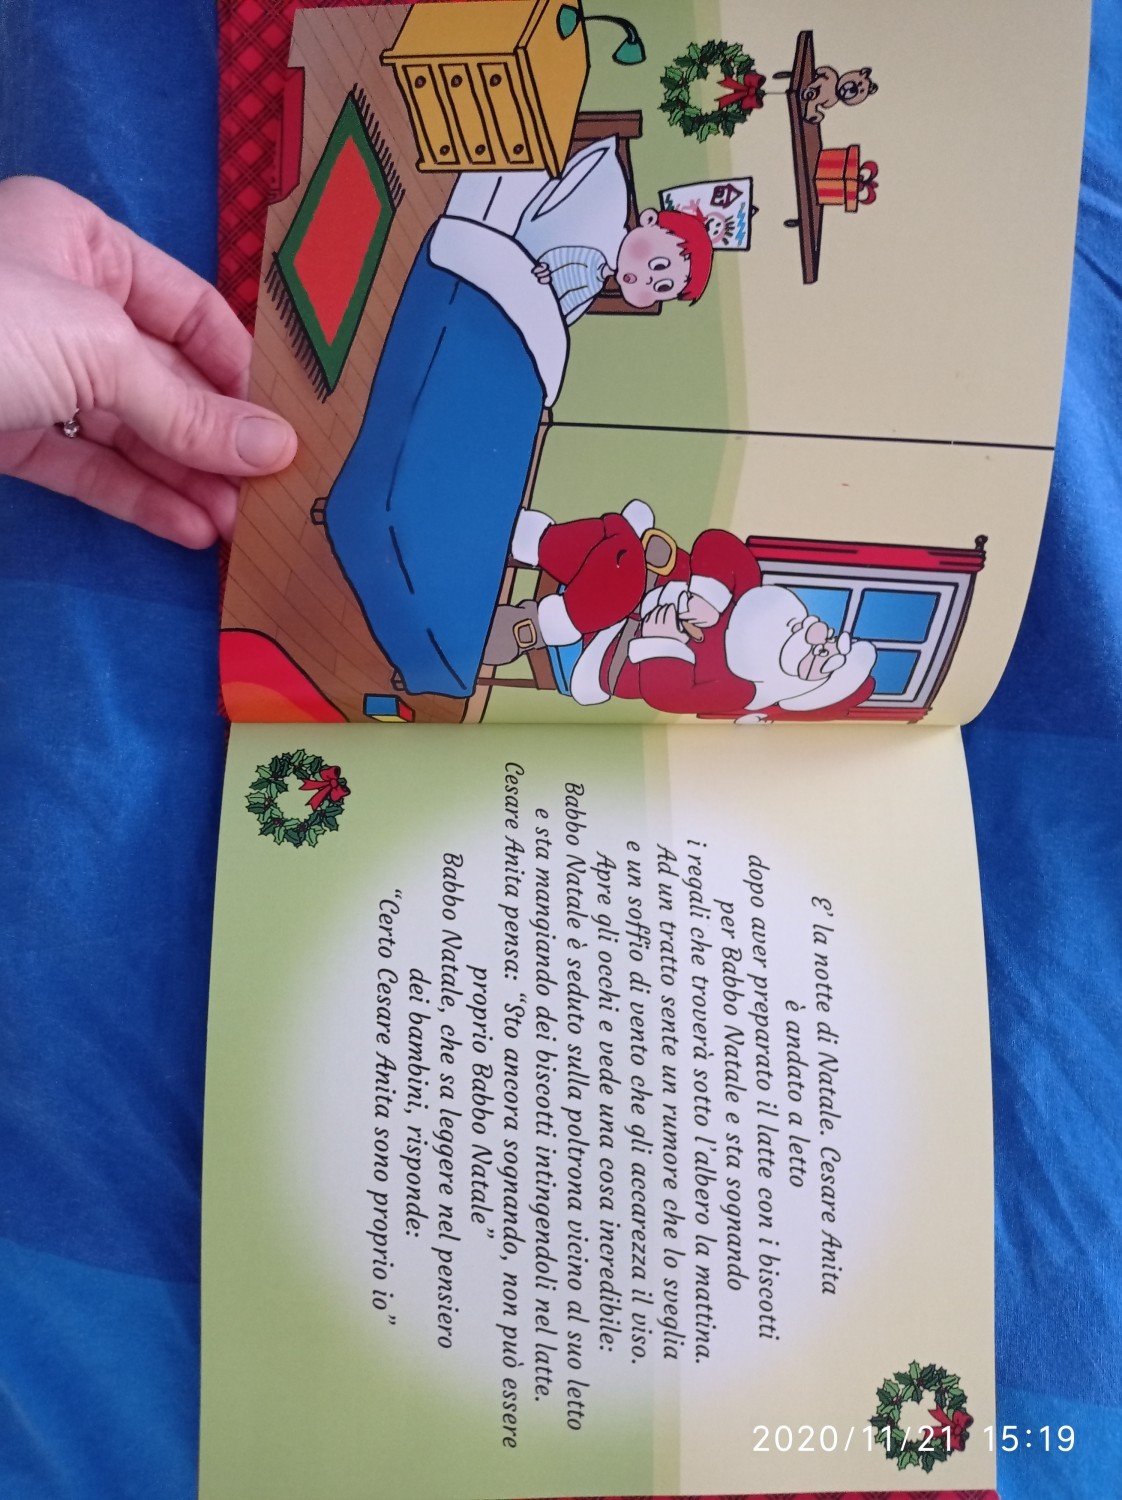 E' la notte di Natale. Cesare Anita
è andato a letto
dopo aver preparato il latte con i biscotti
per Babbo Natale e sta sognando
i regali che troverà sotto l'albero la mattina.
Ad un tratto sente un rumore che lo sveglia
e un soffio di vento che gli accarezza il viso.
Apre gli occhi e vede una cosa incredibile:
Babbo Natale è seduto sulla poltrona vicino al suo letto
e sta mangiando dei biscotti intingendoli nel latte.
Cesare Anita pensa: “Sto ancora sognando, non può essere
proprio Babbo Natale”
Babbo Natale, che sa leggere nel pensiero
dei bambini, risponde:
“Certo Cesare Anita sono proprio io”
2020/11/21 15:19